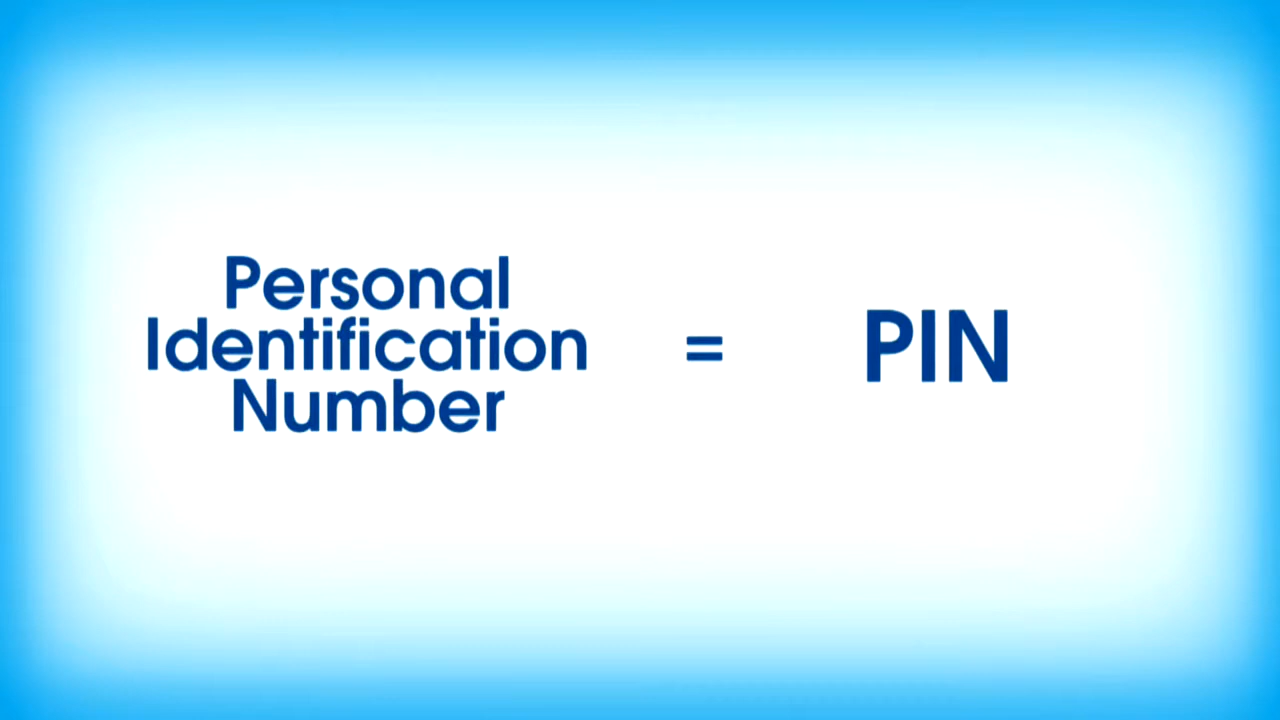 Personal
Identification
Number
=
PIN